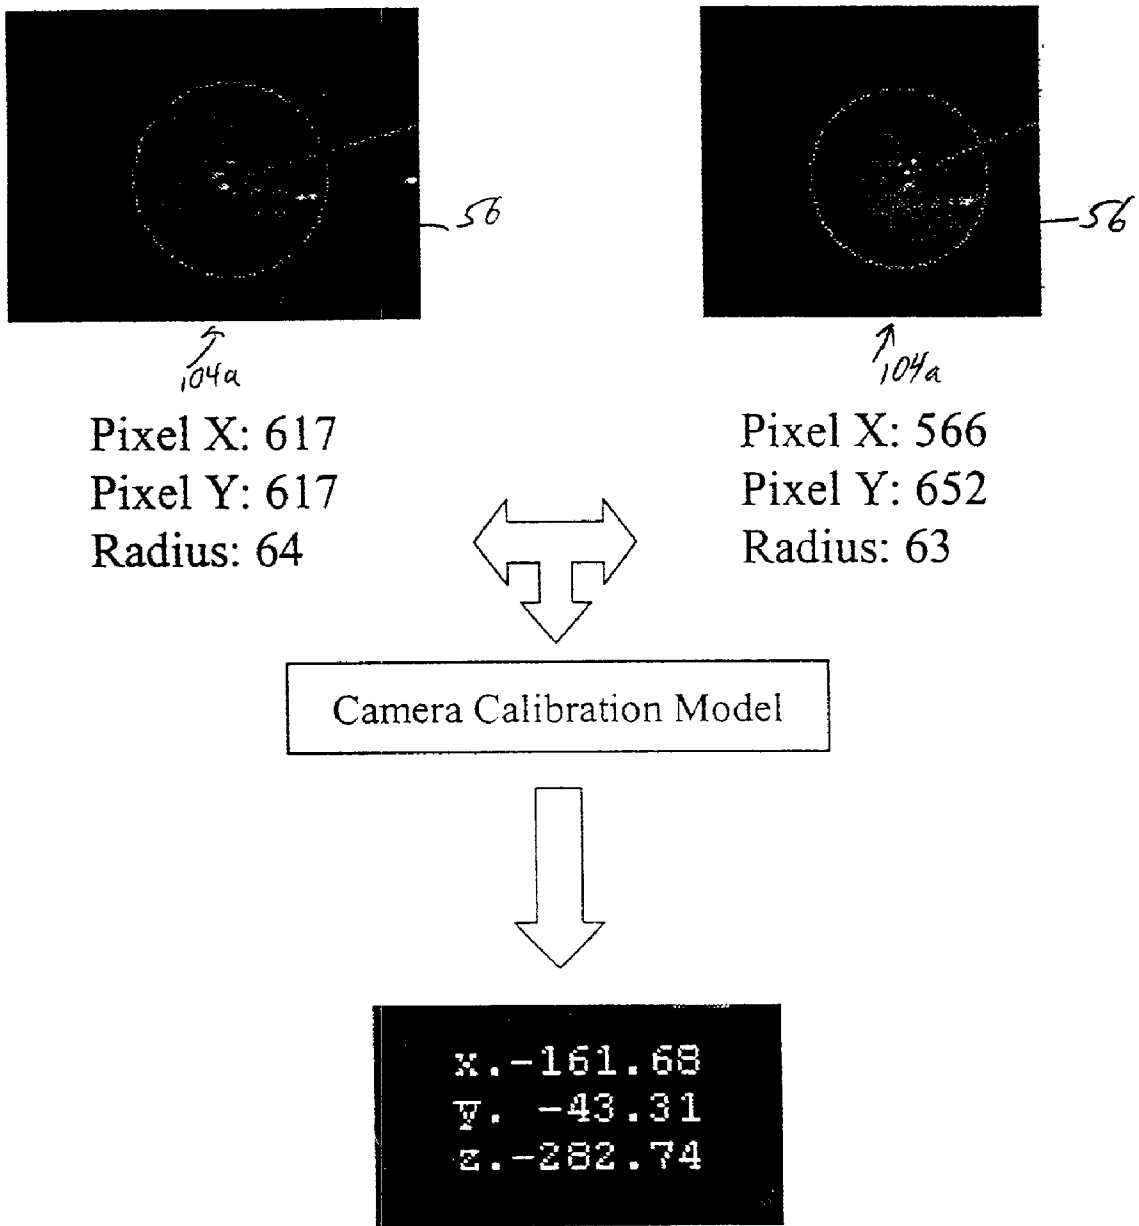 56
56
104a
104a
Pixel X: 617
Pixel Y: 617
Radius: 64
Pixel X: 566
Pixel Y: 652
Radius: 63
Camera Calibration Model
x.-161.68
y. -43.31
z.-282.74